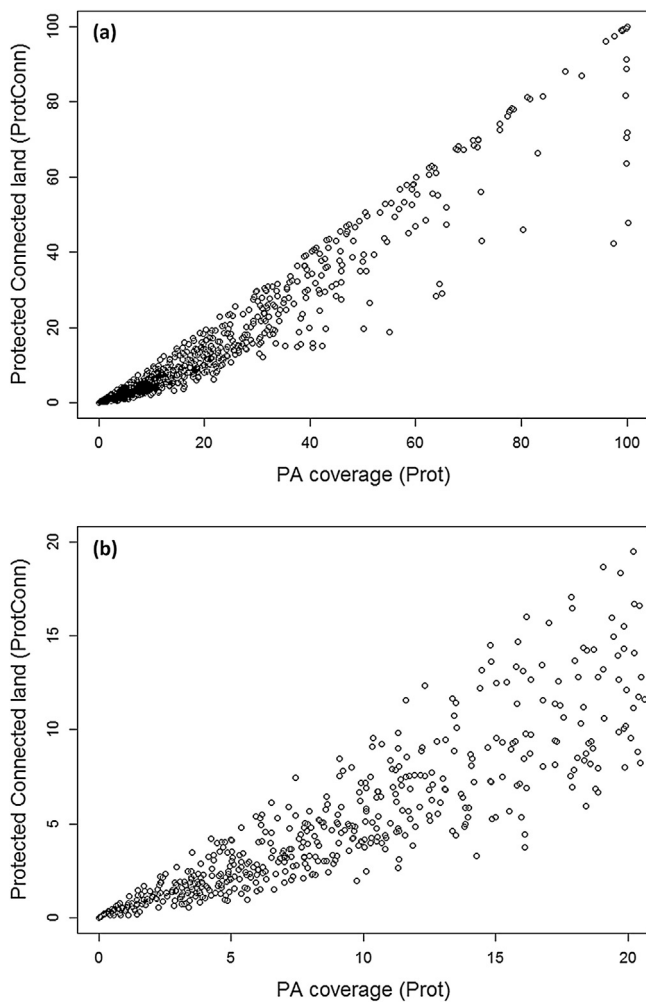 (a)
Protected Connected land (ProtConn)
100
80
60
40
20
0
0 20 40 60 80 100
PA coverage (Prot)
(b)
Protected Connected land (ProtConn)
20
15
10
5
0
0 5 10 15 20
PA coverage (Prot)